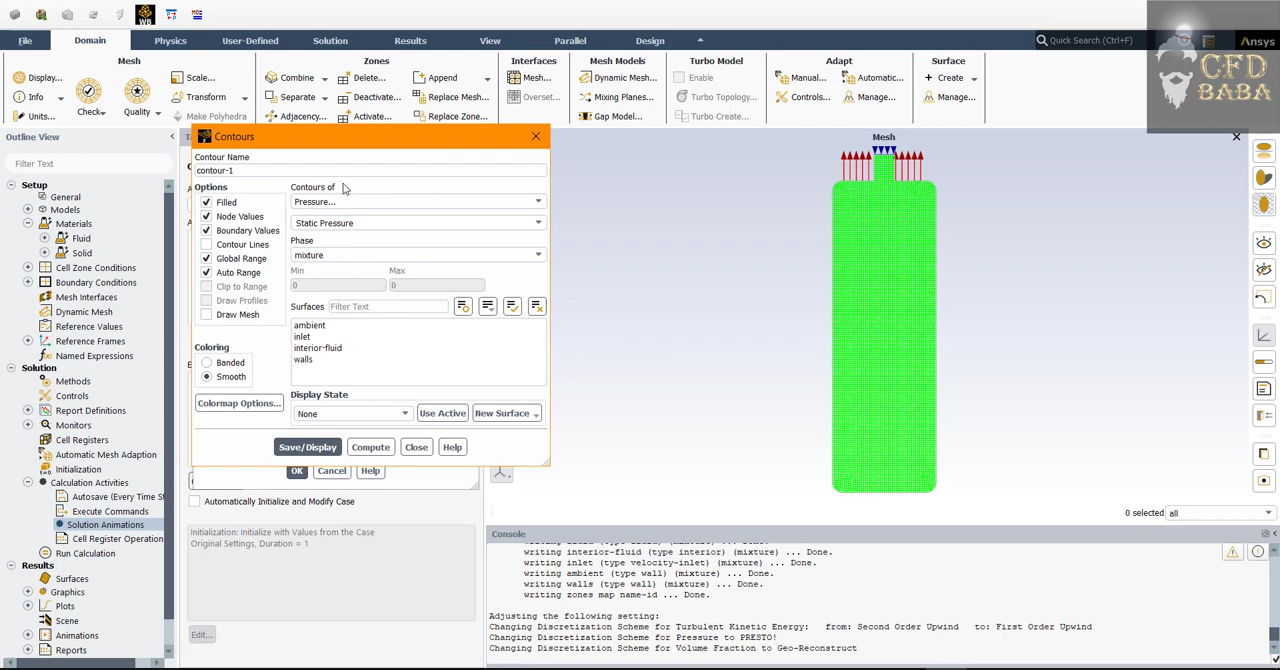 WB
File
Domain
Physics
User-Defined
Solution
Results
View
Parallel
Design
Quick Search (Ctrl+F)
Ansys
CFD
BABA
Mesh
Zones
Interfaces
Mesh Models
Turbo Model
Adapt
Surface
Display...
Scale...
Combine
Delete...
Append
Mesh...
Dynamic Mesh...
Enable
Manual...
Automatic...
Create
Info
Transform
Separate
Deactivate...
Replace Mesh...
Overset...
Mixing Planes...
Turbo Topology...
Controls...
Manage...
Manage...
Units...
Check
Quality
Make Polyhedra
Adjacency...
Activate...
Replace Zone...
Gap Model...
Turbo Create...
Outline View
Filter Text
Setup
General
Models
Materials
Fluid
Solid
Cell Zone Conditions
Boundary Conditions
Mesh Interfaces
Dynamic Mesh
Reference Values
Reference Frames
Named Expressions
Solution
Methods
Controls
Report Definitions
Monitors
Cell Registers
Automatic Mesh Adaption
Initialization
Calculation Activities
Autosave (Every Time S
Execute Commands
Solution Animations
Cell Register Operation
Run Calculation
Results
Surfaces
Graphics
Plots
Scene
Animations
Reports
Contours
Contour Name
contour-1
Options
Filled
Node Values
Boundary Values
Contour Lines
Global Range
Auto Range
Clip to Range
Draw Profiles
Draw Mesh
Coloring
Banded
Smooth
Colormap Options...
Contours of
Pressure...
Static Pressure
Phase
mixture
Min
Max
0
0
Surfaces
Filter Text
ambient
inlet
interior-fluid
walls
Display State
None
Use Active
New Surface
Save/Display
Compute
Close
Help
OK
Cancel
Help
Automatically Initialize and Modify Case
Initialization: Initialize with Values from the Case
Original Settings, Duration = 1
Edit...
Mesh
0 selected
all
Console
writing interior-fluid (type interior) (mixture) ... Done.
writing inlet (type velocity-inlet) (mixture) ... Done.
writing ambient (type wall) (mixture) ... Done.
writing walls (type wall) (mixture) ... Done.
writing zones map name-id ... Done.
Adjusting the following setting:
Changing Discretization Scheme for Turbulent Kinetic Energy: from: Second Order Upwind to: First Order Upwind
Changing Discretization Scheme for Pressure to PRESTO!
Changing Discretization Scheme for Volume Fraction to Geo-Reconstruct